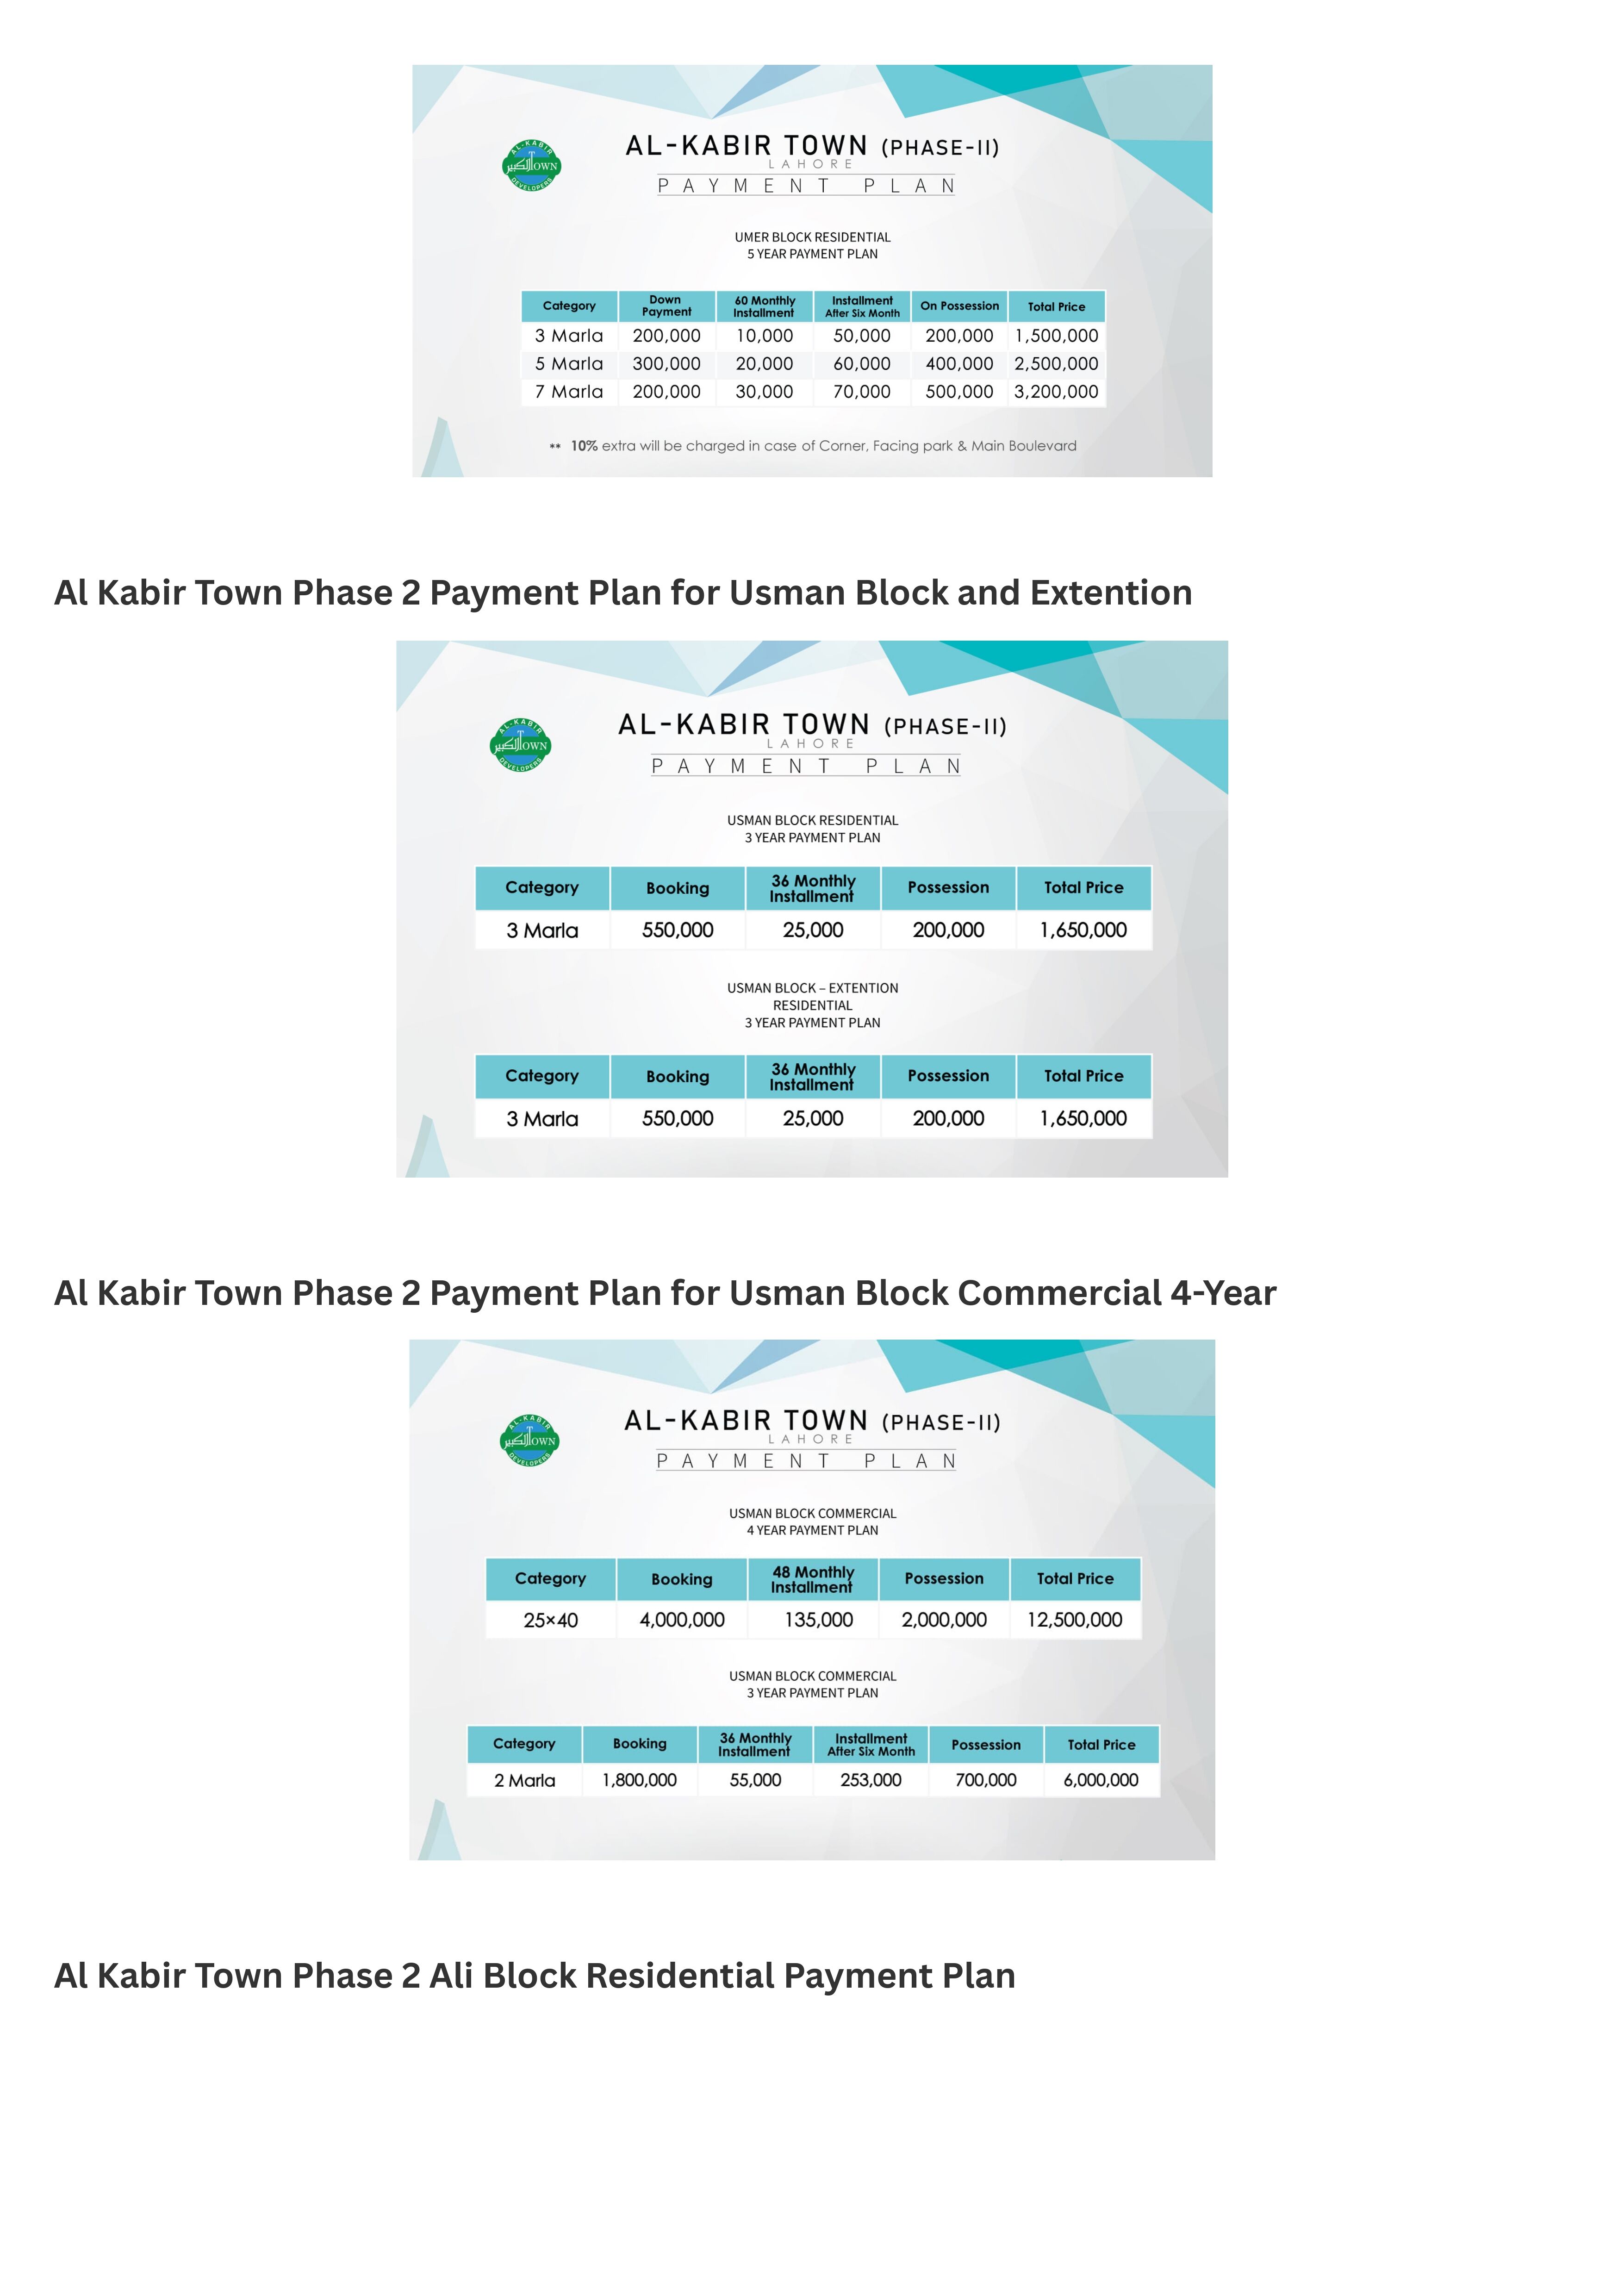 AL-KABIR
الكبير TOWN
DEVELOPERS
AL-KABIR TOWN (PHASE-II)
LAHORE
PAYMENT PLAN
UMER BLOCK RESIDENTIAL
5 YEAR PAYMENT PLAN
Category Down Payment 60 Monthly Installment Installment After Six Month On Possession Total Price
3 Marla 200,000 10,000 50,000 200,000 1,500,000
5 Marla 300,000 20,000 60,000 400,000 2,500,000
7 Marla 200,000 30,000 70,000 500,000 3,200,000
** 10% extra will be charged in case of Corner, Facing park & Main Boulevard
Al Kabir Town Phase 2 Payment Plan for Usman Block and Extention
AL-KABIR
الكبير TOWN
DEVELOPERS
AL-KABIR TOWN (PHASE-II)
LAHORE
PAYMENT PLAN
USMAN BLOCK RESIDENTIAL
3 YEAR PAYMENT PLAN
Category Booking 36 Monthly Installment Possession Total Price
3 Marla 550,000 25,000 200,000 1,650,000
USMAN BLOCK – EXTENTION
RESIDENTIAL
3 YEAR PAYMENT PLAN
Category Booking 36 Monthly Installment Possession Total Price
3 Marla 550,000 25,000 200,000 1,650,000
Al Kabir Town Phase 2 Payment Plan for Usman Block Commercial 4-Year
AL-KABIR
الكبير TOWN
DEVELOPERS
AL-KABIR TOWN (PHASE-II)
LAHORE
PAYMENT PLAN
USMAN BLOCK COMMERCIAL
4 YEAR PAYMENT PLAN
Category Booking 48 Monthly Installment Possession Total Price
25×40 4,000,000 135,000 2,000,000 12,500,000
USMAN BLOCK COMMERCIAL
3 YEAR PAYMENT PLAN
Category Booking 36 Monthly Installment Installment After Six Month Possession Total Price
2 Marla 1,800,000 55,000 253,000 700,000 6,000,000
Al Kabir Town Phase 2 Ali Block Residential Payment Plan